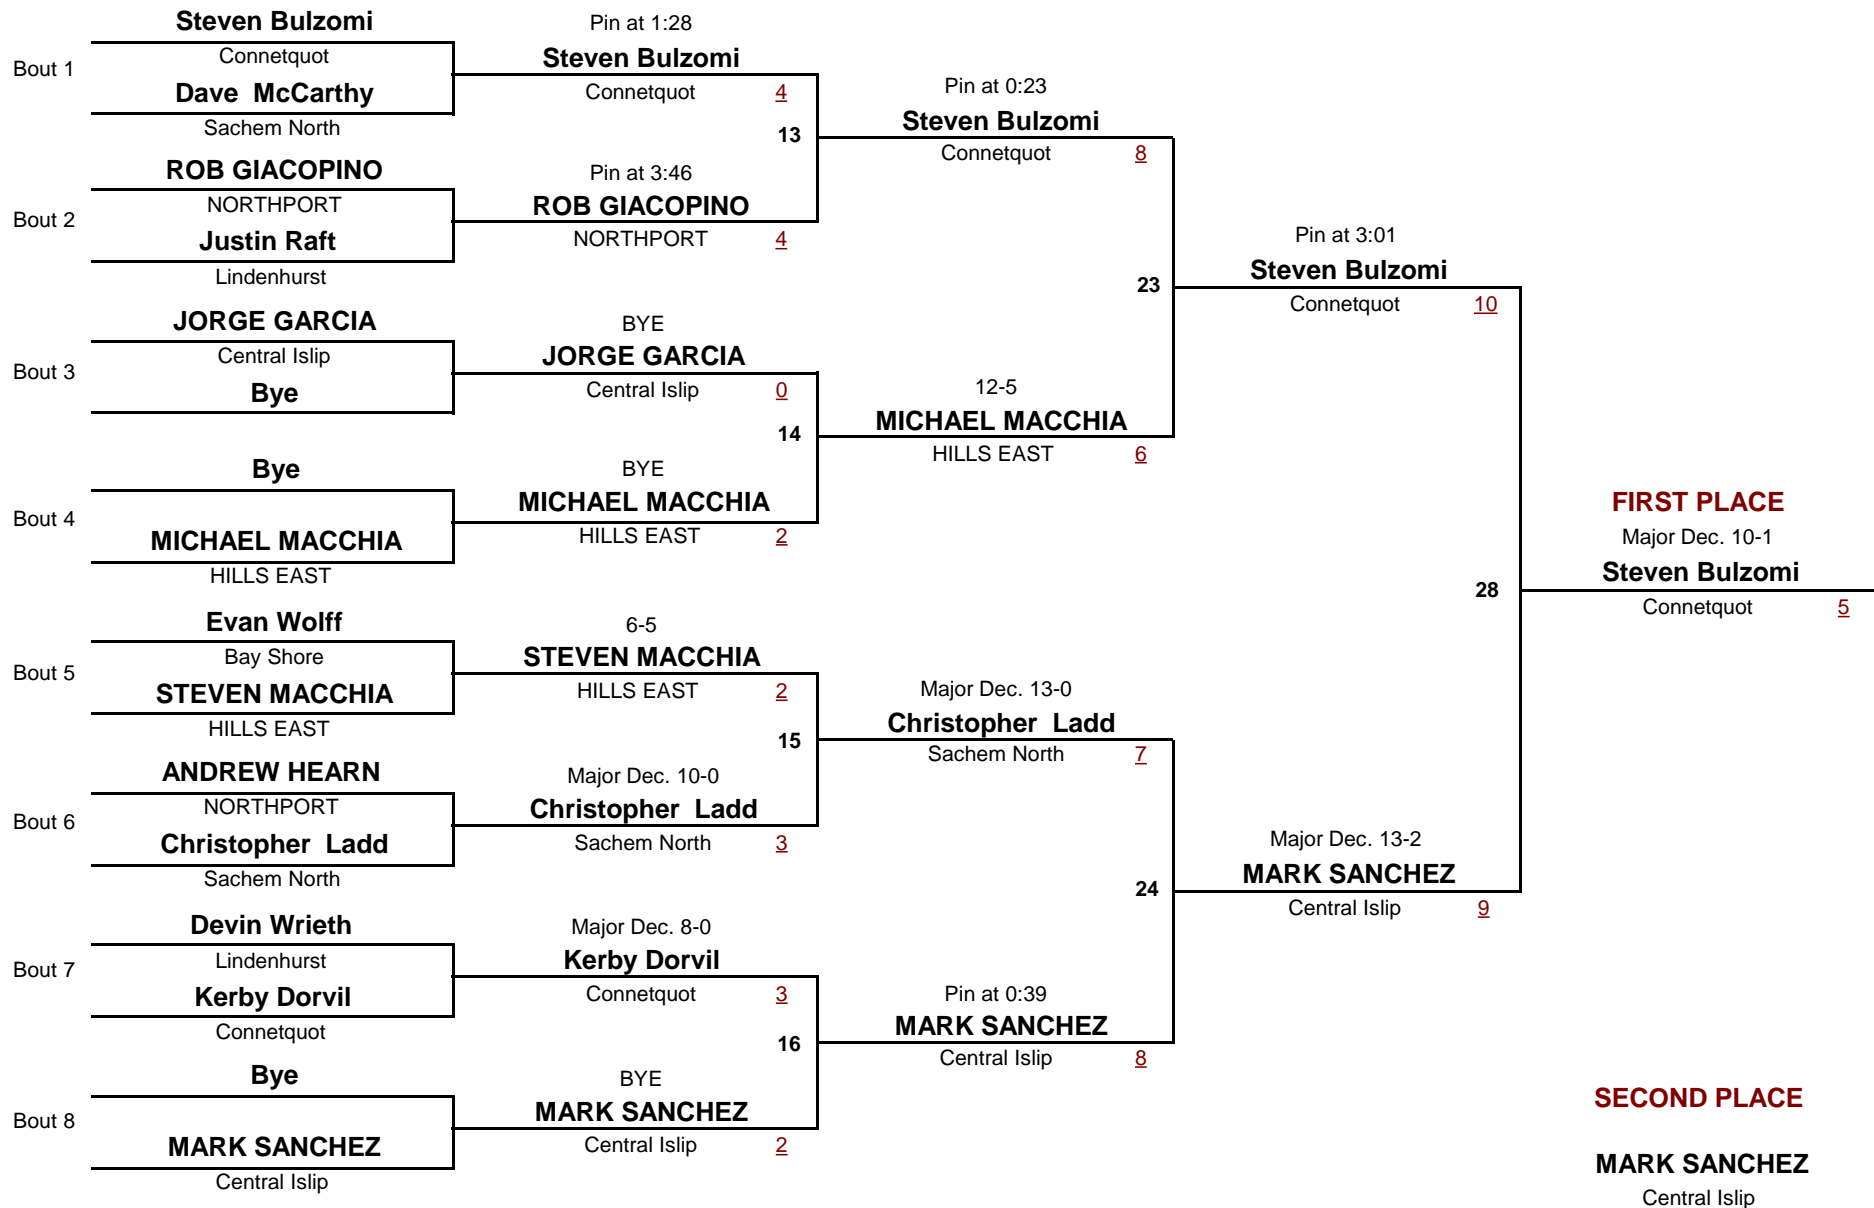 Steven Bulzomi
Connetquot
Bout 1
Dave  McCarthy
Sachem North
ROB GIACOPINO
NORTHPORT
Bout 2
Justin Raft
Lindenhurst
JORGE GARCIA
Central Islip
Bout 3
Bye
Bye
Bout 4
MICHAEL MACCHIA
HILLS EAST
Evan Wolff
Bay Shore
Bout 5
STEVEN MACCHIA
HILLS EAST
ANDREW HEARN
NORTHPORT
Bout 6
Christopher  Ladd
Sachem North
Devin Wrieth
Lindenhurst
Bout 7
Kerby Dorvil
Connetquot
Bye
Bout 8
MARK SANCHEZ
Central Islip
Pin at 1:28
Steven Bulzomi
Connetquot 4
13
Pin at 3:46
ROB GIACOPINO
NORTHPORT 4
BYE
JORGE GARCIA
Central Islip 0
14
BYE
MICHAEL MACCHIA
HILLS EAST 2
6-5
STEVEN MACCHIA
HILLS EAST 2
15
Major Dec. 10-0
Christopher  Ladd
Sachem North 3
Major Dec. 8-0
Kerby Dorvil
Connetquot 3
16
BYE
MARK SANCHEZ
Central Islip 2
Pin at 0:23
Steven Bulzomi
Connetquot 8
23
12-5
MICHAEL MACCHIA
HILLS EAST 6
Major Dec. 13-0
Christopher  Ladd
Sachem North 7
24
Pin at 0:39
MARK SANCHEZ
Central Islip 8
Pin at 3:01
Steven Bulzomi
Connetquot 10
28
Major Dec. 13-2
MARK SANCHEZ
Central Islip 9
FIRST PLACE
Major Dec. 10-1
Steven Bulzomi
Connetquot 5
SECOND PLACE
MARK SANCHEZ
Central Islip